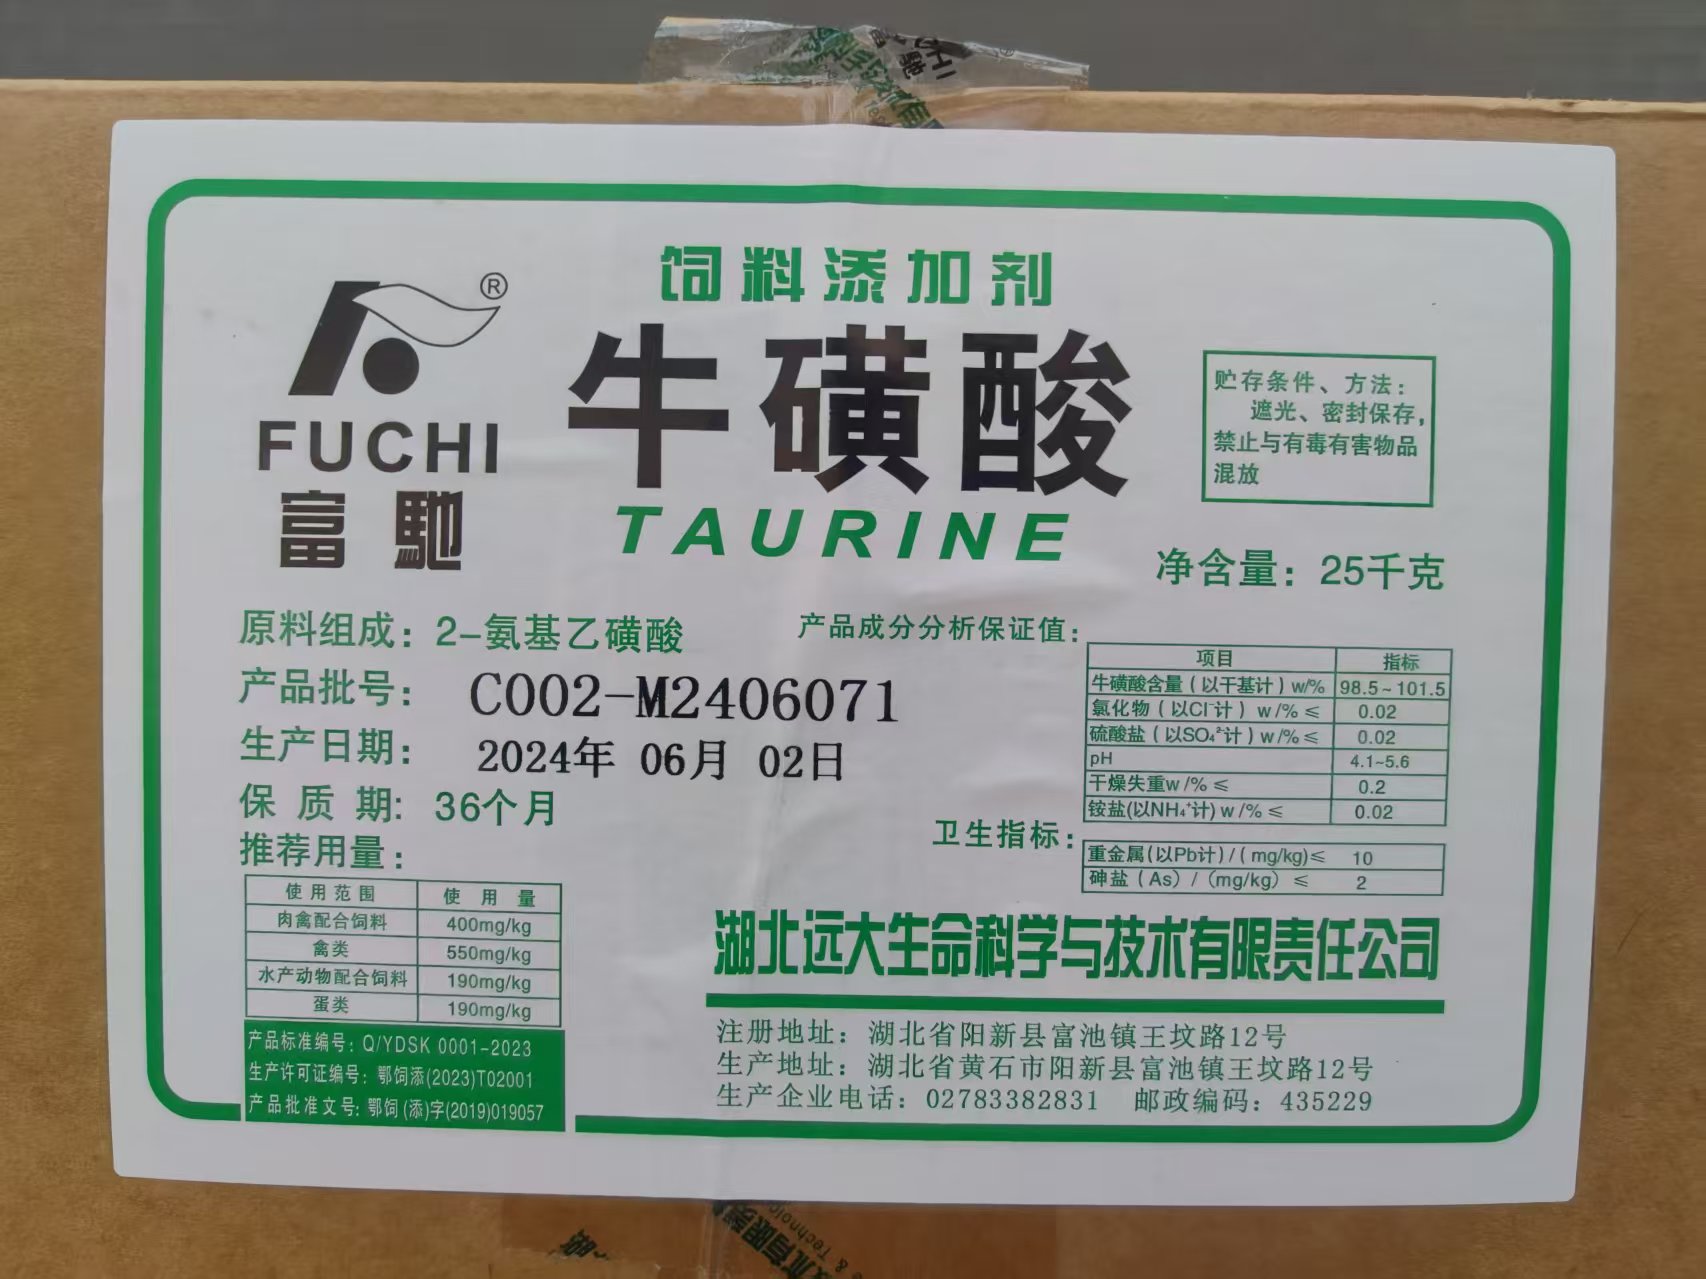 饲料添加剂
®
牛磺酸
TAURINE
FUCHI
富馳
贮存条件、方法：
遮光、密封保存，
禁止与有毒有害物品
混放
净含量：25千克
原料组成：2-氨基乙磺酸
产品批号：C002-M2406071
生产日期：2024年 06月 02日
保质期：36个月
推荐用量：
使用范围 使用量
肉禽配合饲料 400mg/kg
禽类 550mg/kg
水产动物配合饲料 190mg/kg
蛋类 190mg/kg
产品标准编号：Q/YDSK 0001-2023
生产许可证编号：鄂饲添(2023)T02001
产品批准文号：鄂饲(添)字(2019)019057
产品成分分析保证值：
项目 指标
牛磺酸含量（以干基计）w/% 98.5~101.5
氯化物（以Cl⁻计）w/%≤ 0.02
硫酸盐（以SO₄²⁻计）w/%≤ 0.02
pH 4.1~5.6
干燥失重w/%≤ 0.2
铵盐(以NH₄⁺计)w/%≤ 0.02
卫生指标：
重金属(以Pb计)/(mg/kg)≤ 10
砷盐（As）/（mg/kg）≤ 2
湖北远大生命科学与技术有限责任公司
注册地址：湖北省阳新县富池镇王坟路12号
生产地址：湖北省黄石市阳新县富池镇王坟路12号
生产企业电话：02783382831 邮政编码：435229